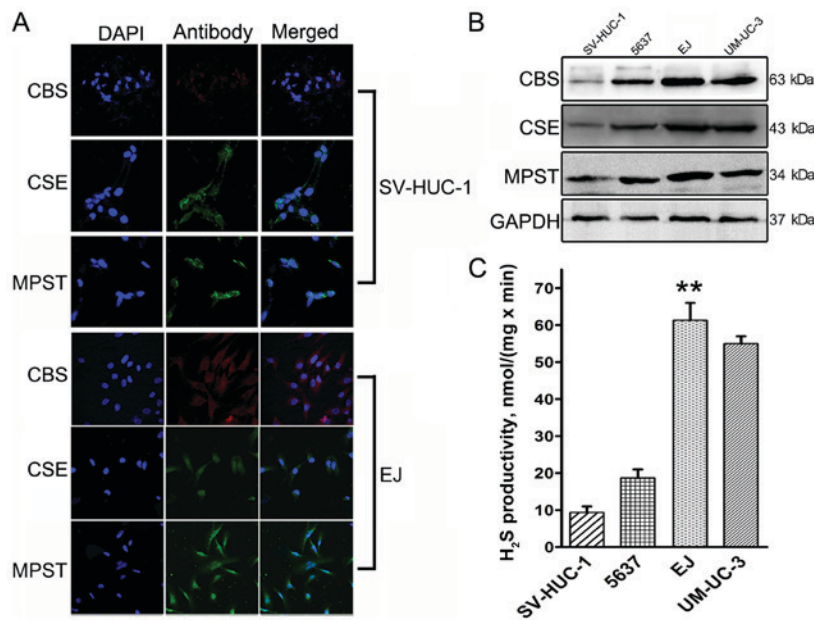 A
DAPI Antibody Merged
CBS
CSE
MPST
SV-HUC-1
CBS
CSE
MPST
EJ
B
SV-HUC-1 5637 EJ UM-UC-3
CBS 63 kDa
CSE 43 kDa
MPST 34 kDa
GAPDH 37 kDa
C
H₂S productivity, nmol/(mg x min)
70
60
50
40
30
20
10
0
**
SV-HUC-1 5637 EJ UM-UC-3